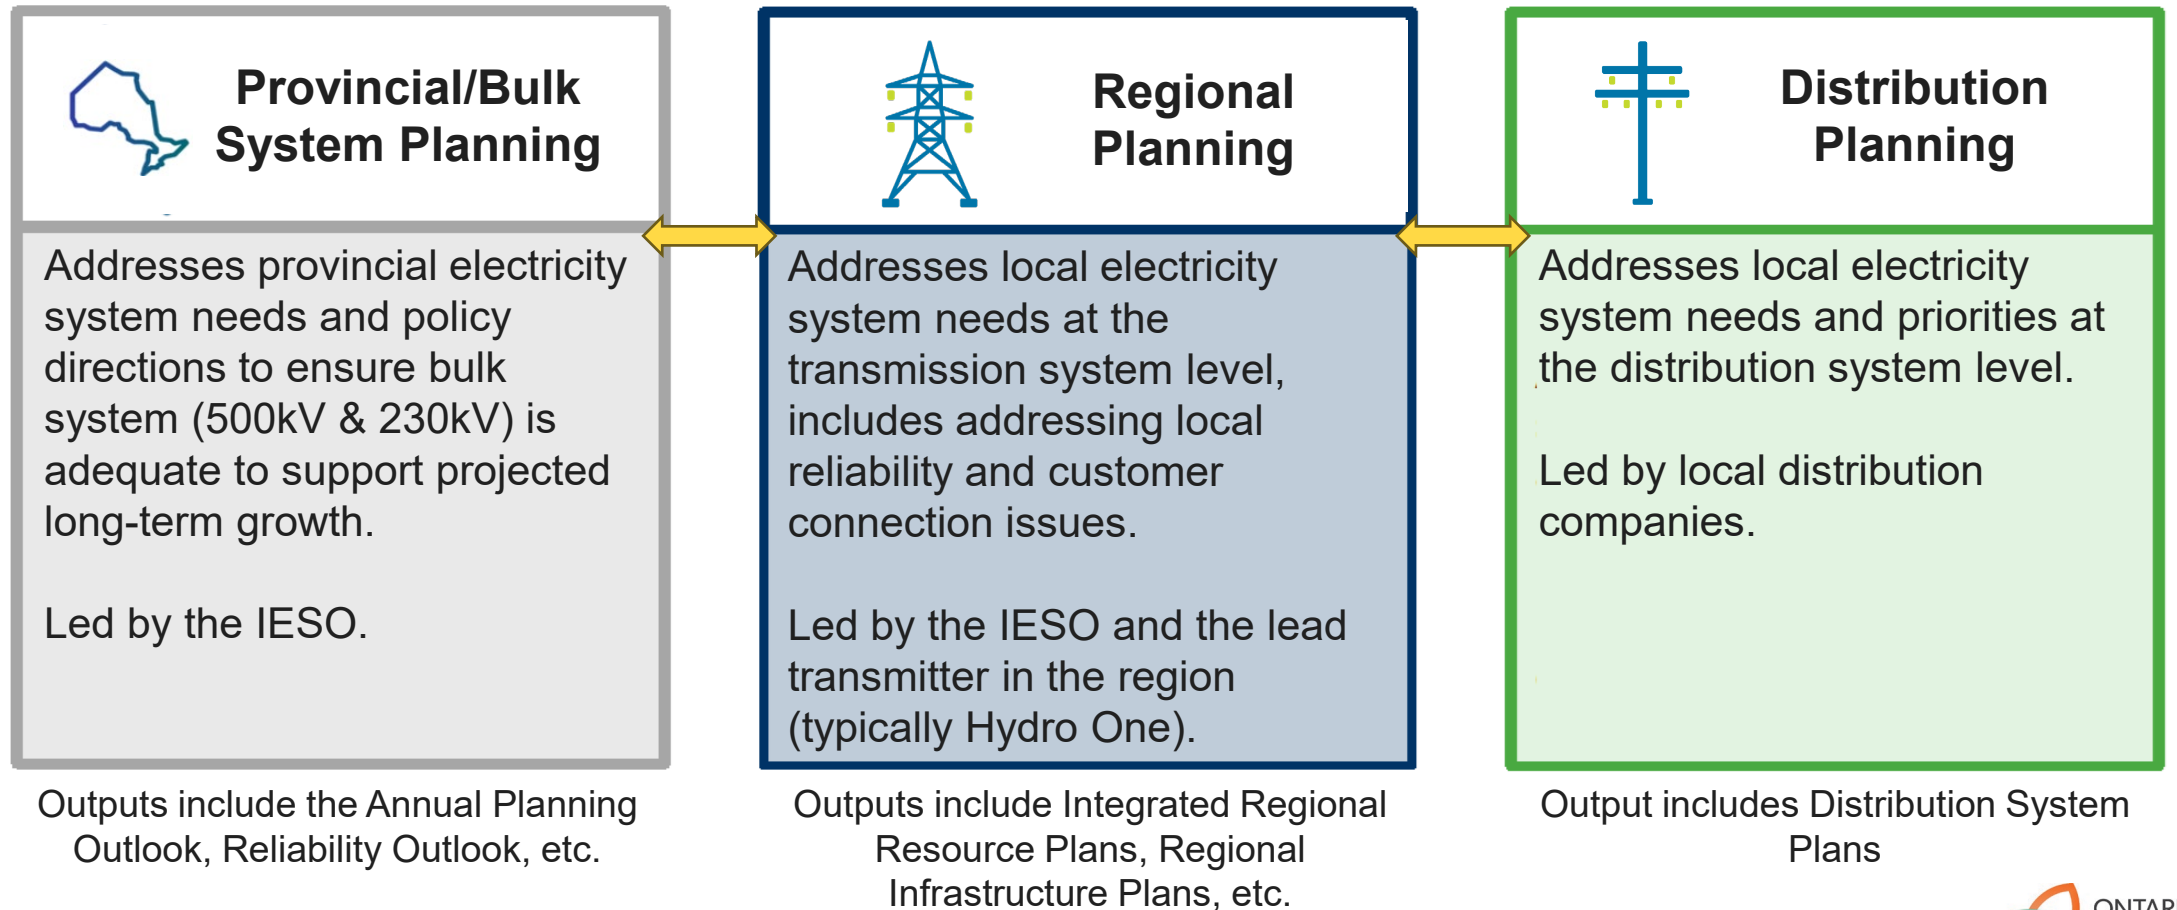 Provincial/Bulk
System Planning
Addresses provincial electricity
system needs and policy
directions to ensure bulk
system (500kV & 230kV) is
adequate to support projected
long-term growth.
Led by the IESO.
Outputs include the Annual Planning
Outlook, Reliability Outlook, etc.
Regional
Planning
Addresses local electricity
system needs at the
transmission system level,
includes addressing local
reliability and customer
connection issues.
Led by the IESO and the lead
transmitter in the region
(typically Hydro One).
Outputs include Integrated Regional
Resource Plans, Regional
Infrastructure Plans, etc.
Distribution
Planning
Addresses local electricity
system needs and priorities at
the distribution system level.
Led by local distribution
companies.
Output includes Distribution System
Plans